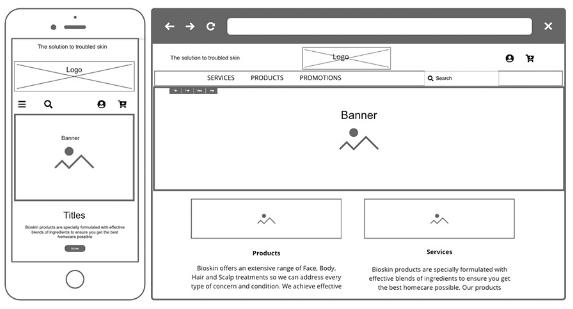 The solution to troubled skin
Logo
Banner
Titles
Bioskin products are specially formulated with effective
blends of ingredients to ensure you get the best
homecare possible
The solution to troubled skin
Logo
SERVICES PRODUCTS PROMOTIONS
Search
Banner
Products
Bioskin offers an extensive range of Face, Body,
Hair and Scalp treatments so we can address every
type of concern and condition. We achieve effective
Services
Bioskin products are specially formulated with
effective blends of ingredients to ensure you get
the best homecare possible. Our products